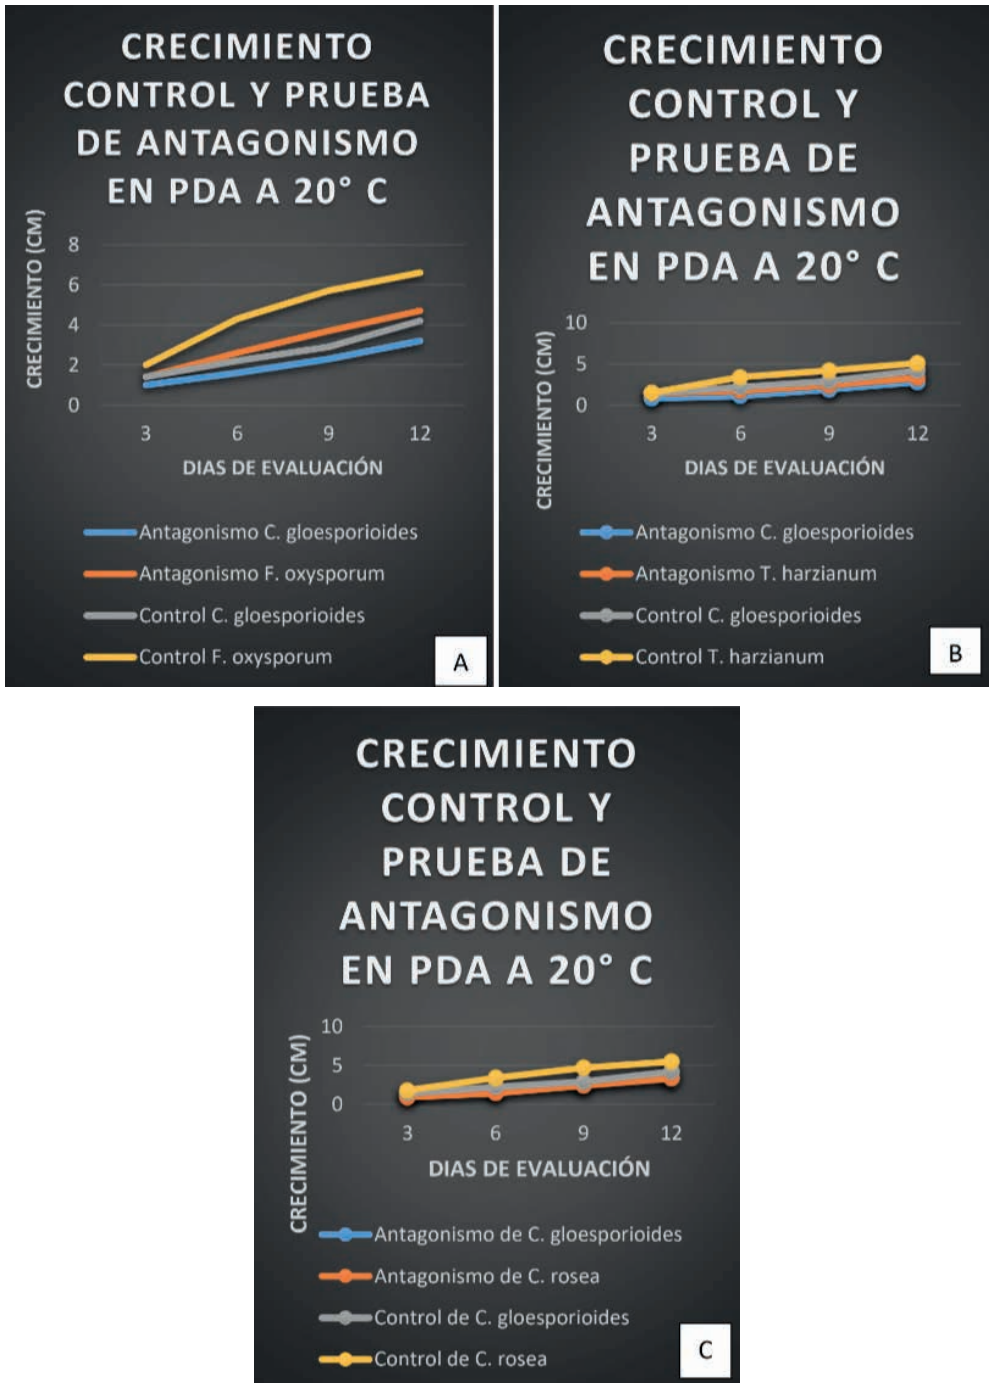 CRECIMIENTO
CONTROL Y PRUEBA
DE ANTAGONISMO
EN PDA A 20° C
CRECIMIENTO (CM)
8
6
4
2
0
3 6 9 12
DIAS DE EVALUACIÓN
Antagonismo C. gloesporioides
Antagonismo F. oxysporum
Control C. gloesporioides
Control F. oxysporum
A
CRECIMIENTO
CONTROL Y
PRUEBA DE
ANTAGONISMO
EN PDA A 20° C
CRECIMIENTO (CM)
10
5
0
3 6 9 12
DIAS DE EVALUACIÓN
Antagonismo C. gloesporioides
Antagonismo T. harzianum
Control C. gloesporioides
Control T. harzianum
B
CRECIMIENTO
CONTROL Y
PRUEBA DE
ANTAGONISMO
EN PDA A 20° C
CRECIMIENTO (CM)
10
5
0
3 6 9 12
DIAS DE EVALUACIÓN
Antagonismo de C. gloesporioides
Antagonismo de C. rosea
Control de C. gloesporioides
Control de C. rosea
C